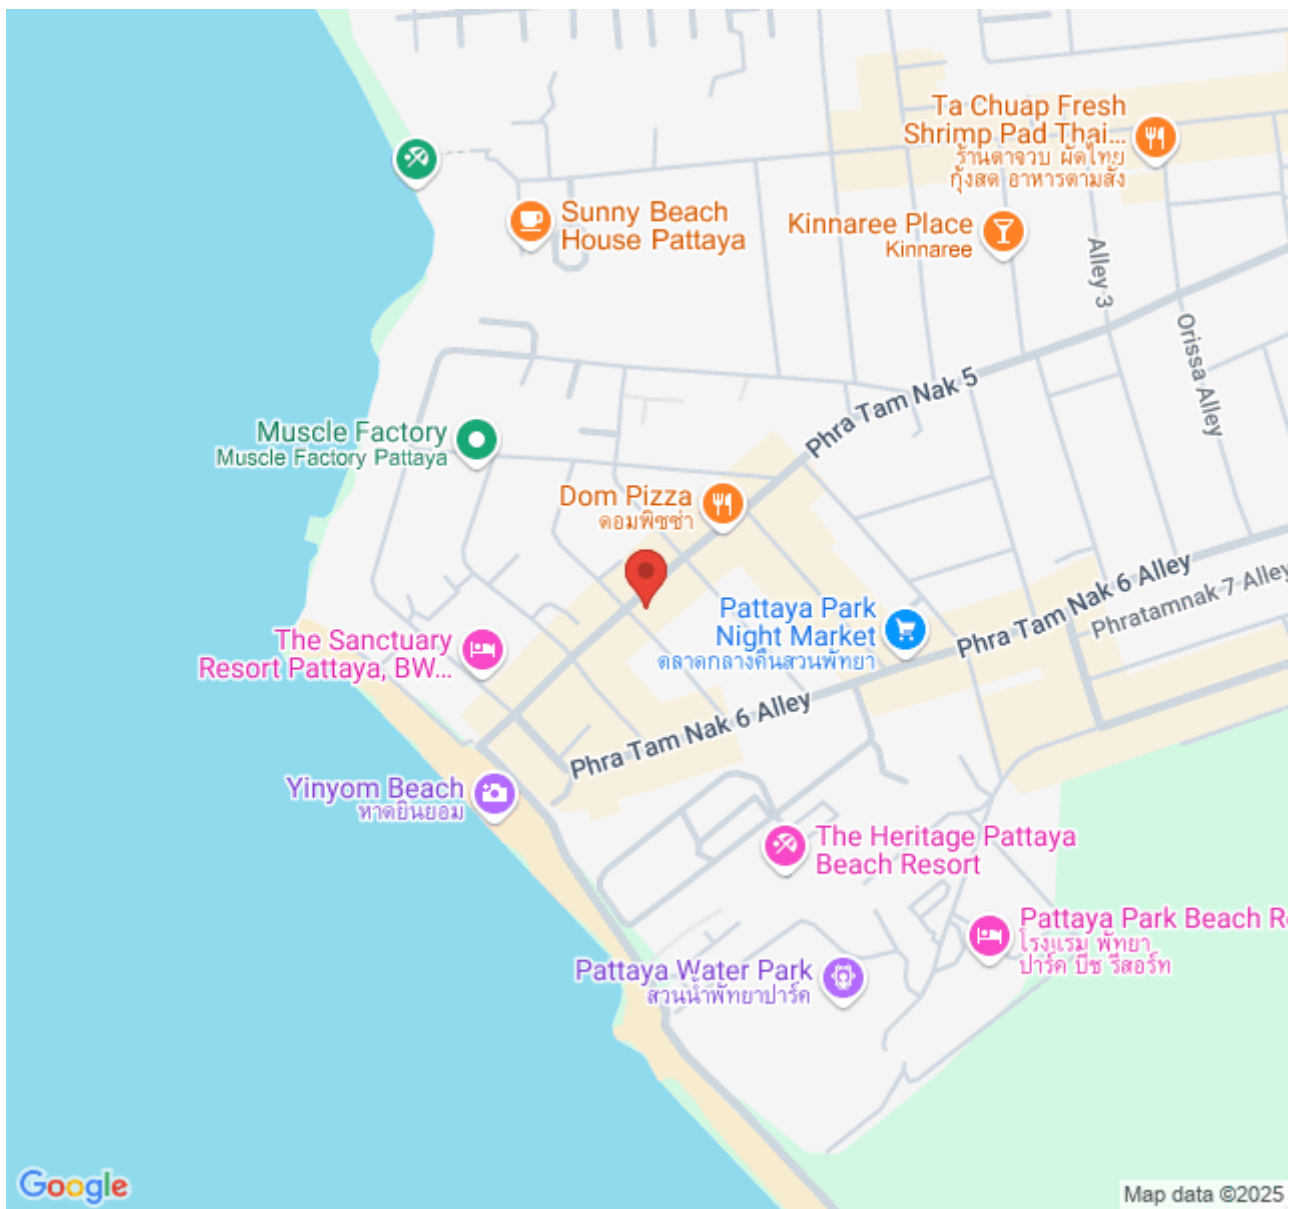 Ta Chuap Fresh
Shrimp Pad Thai...
ร้านตาจวบ ผัดไทย
กุ้งสด อาหารตามสั่ง
Sunny Beach
House Pattaya
Kinnaree Place
Kinnaree
Alley 3
Orissa Alley
Phra Tam Nak 5
Muscle Factory
Muscle Factory Pattaya
Dom Pizza
ดอมพิซซ่า
Phra Tam Nak 6 Alley
Phratamnak 7 Alley
Pattaya Park
Night Market
ตลาดกลางคืนสวนพัทยา
The Sanctuary
Resort Pattaya, BW...
Phra Tam Nak 6 Alley
Yinyom Beach
หาดยินยอม
The Heritage Pattaya
Beach Resort
Pattaya Park Beach R
โรงแรม พัทยา
ปาร์ค บีช รีสอร์ท
Pattaya Water Park
สวนน้ำพัทยาปาร์ค
Google
Map data ©2025